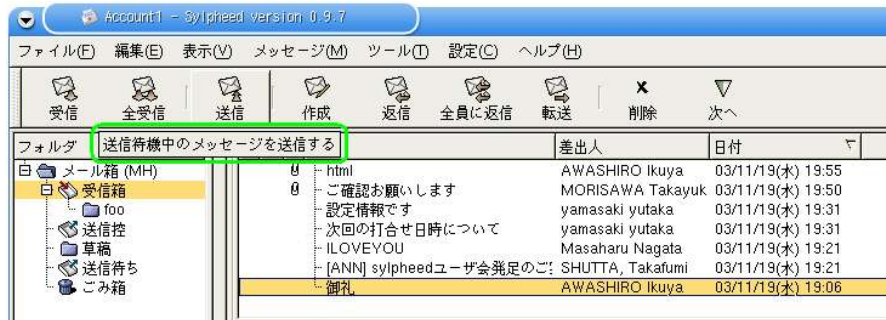 Account1 - Sylpheed version 0.9.7
ファイル(F) 編集(E) 表示(V) メッセージ(M) ツール(T) 設定(C) ヘルプ(H)
受信 全受信 送信 作成 返信 全員に返信 転送 削除 次へ
送信待機中のメッセージを送信する
フォルダ 差出人 日付
メール箱 (MH) html AWASHIRO Ikuya 03/11/19(水) 19:55
受信箱 ご確認お願いします MORISAWA Takayuk 03/11/19(水) 19:50
foo 設定情報です yamasaki yutaka 03/11/19(水) 19:31
送信控 次回の打合せ日時について yamasaki yutaka 03/11/19(水) 19:31
草稿 ILOVEYOU Masaharu Nagata 03/11/19(水) 19:21
送信待ち [ANN] sylpheedユーザ会発足のご SHUTTA, Takafumi 03/11/19(水) 19:21
ごみ箱 御礼 AWASHIRO Ikuya 03/11/19(水) 19:06